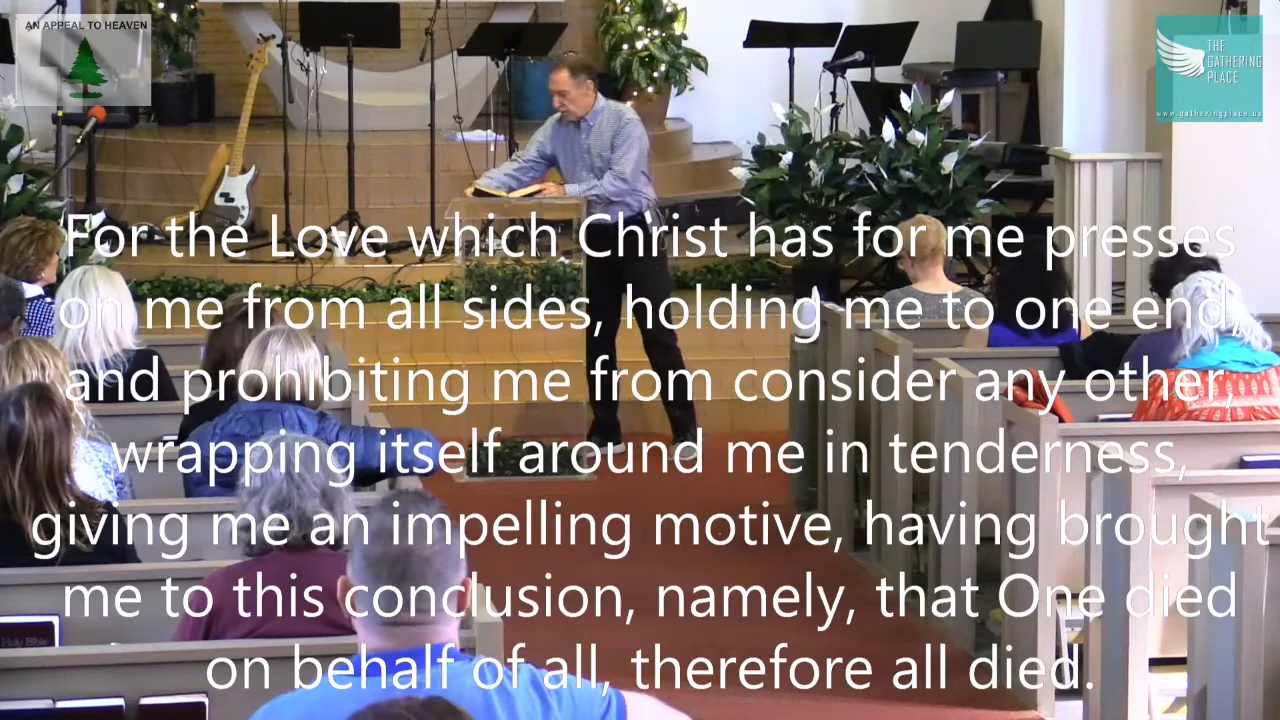 AN APPEAL TO HEAVEN
THE
GATHERING
PLACE
www.gatheringplace.us
For the Love which Christ has for me presses
on me from all sides, holding me to one end,
and prohibiting me from consider any other,
wrapping itself around me in tenderness,
giving me an impelling motive, having brought
me to this conclusion, namely, that One died
on behalf of all, therefore all died.
Holy Bible